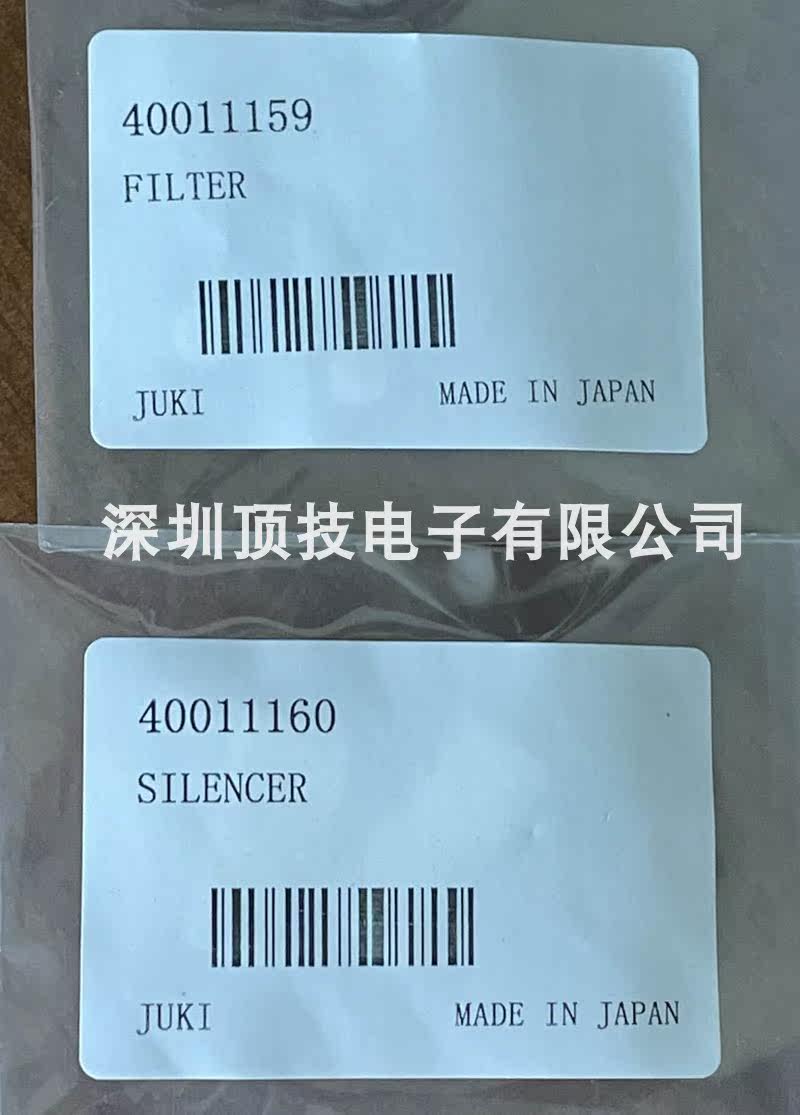 40011159
FILTER
JUKI MADE IN JAPAN
深圳顶技电子有限公司
40011160
SILENCER
JUKI MADE IN JAPAN